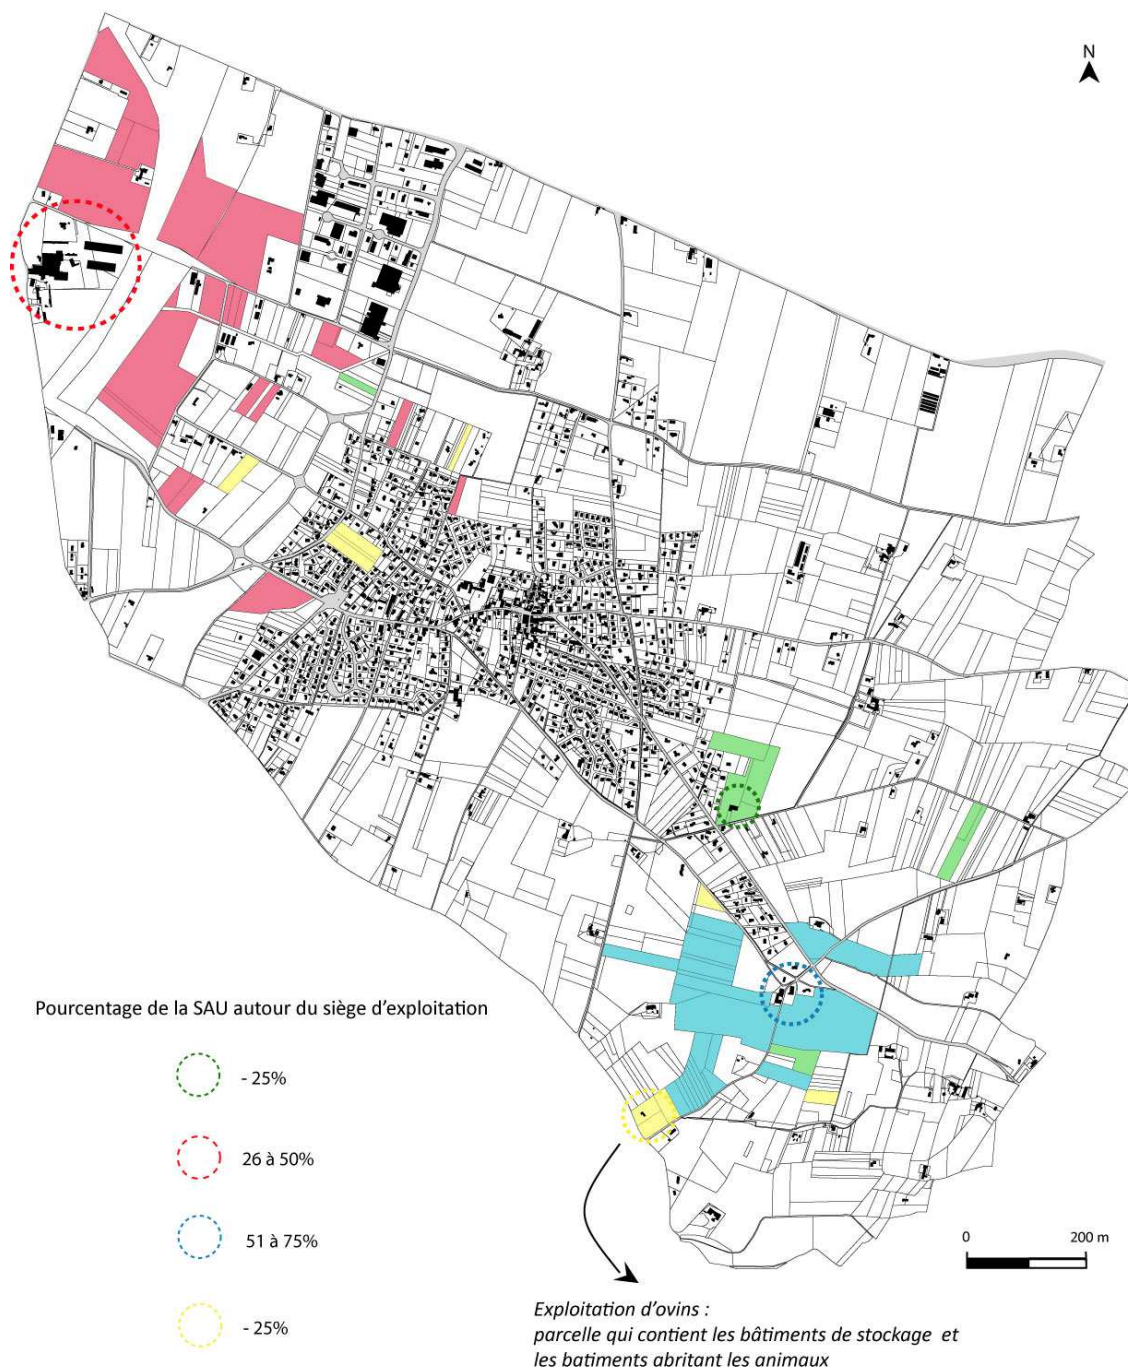 N
Pourcentage de la SAU autour du siège d'exploitation
- 25%
26 à 50%
51 à 75%
- 25%
0 200 m
Exploitation d'ovins :
parcelle qui contient les bâtiments de stockage et
les batiments abritant les animaux